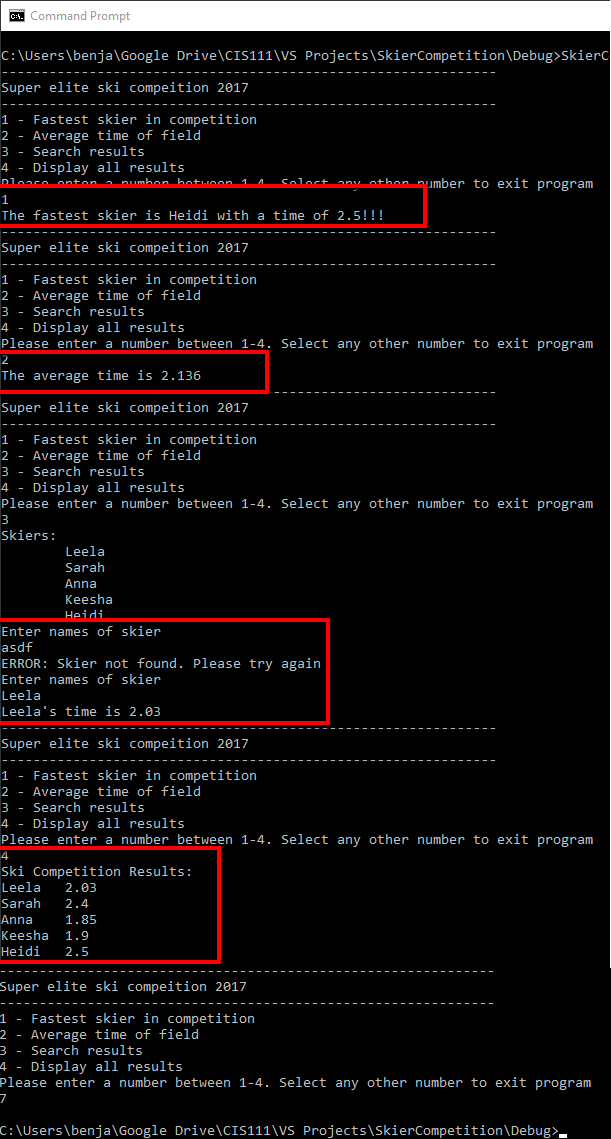 Command Prompt
C:\Users\benja\Google Drive\CIS111\VS Projects\SkierCompetition\Debug>SkierC
--------------------------------------------------------------
Super elite ski compeition 2017
--------------------------------------------------------------
1 - Fastest skier in competition
2 - Average time of field
3 - Search results
4 - Display all results
Please enter a number between 1-4. Select any other number to exit program
1
The fastest skier is Heidi with a time of 2.5!!!
--------------------------------------------------------------
Super elite ski compeition 2017
--------------------------------------------------------------
1 - Fastest skier in competition
2 - Average time of field
3 - Search results
4 - Display all results
Please enter a number between 1-4. Select any other number to exit program
2
The average time is 2.136
----------------------------
Super elite ski compeition 2017
--------------------------------------------------------------
1 - Fastest skier in competition
2 - Average time of field
3 - Search results
4 - Display all results
Please enter a number between 1-4. Select any other number to exit program
3
Skiers:
Leela
Sarah
Anna
Keesha
Heidi
Enter names of skier
asdf
ERROR: Skier not found. Please try again
Enter names of skier
Leela
Leela's time is 2.03
--------------------------------------------------------------
Super elite ski compeition 2017
--------------------------------------------------------------
1 - Fastest skier in competition
2 - Average time of field
3 - Search results
4 - Display all results
Please enter a number between 1-4. Select any other number to exit program
4
Ski Competition Results:
Leela   2.03
Sarah   2.4
Anna    1.85
Keesha  1.9
Heidi   2.5
--------------------------------------------------------------
Super elite ski compeition 2017
--------------------------------------------------------------
1 - Fastest skier in competition
2 - Average time of field
3 - Search results
4 - Display all results
Please enter a number between 1-4. Select any other number to exit program
7
C:\Users\benja\Google Drive\CIS111\VS Projects\SkierCompetition\Debug>_